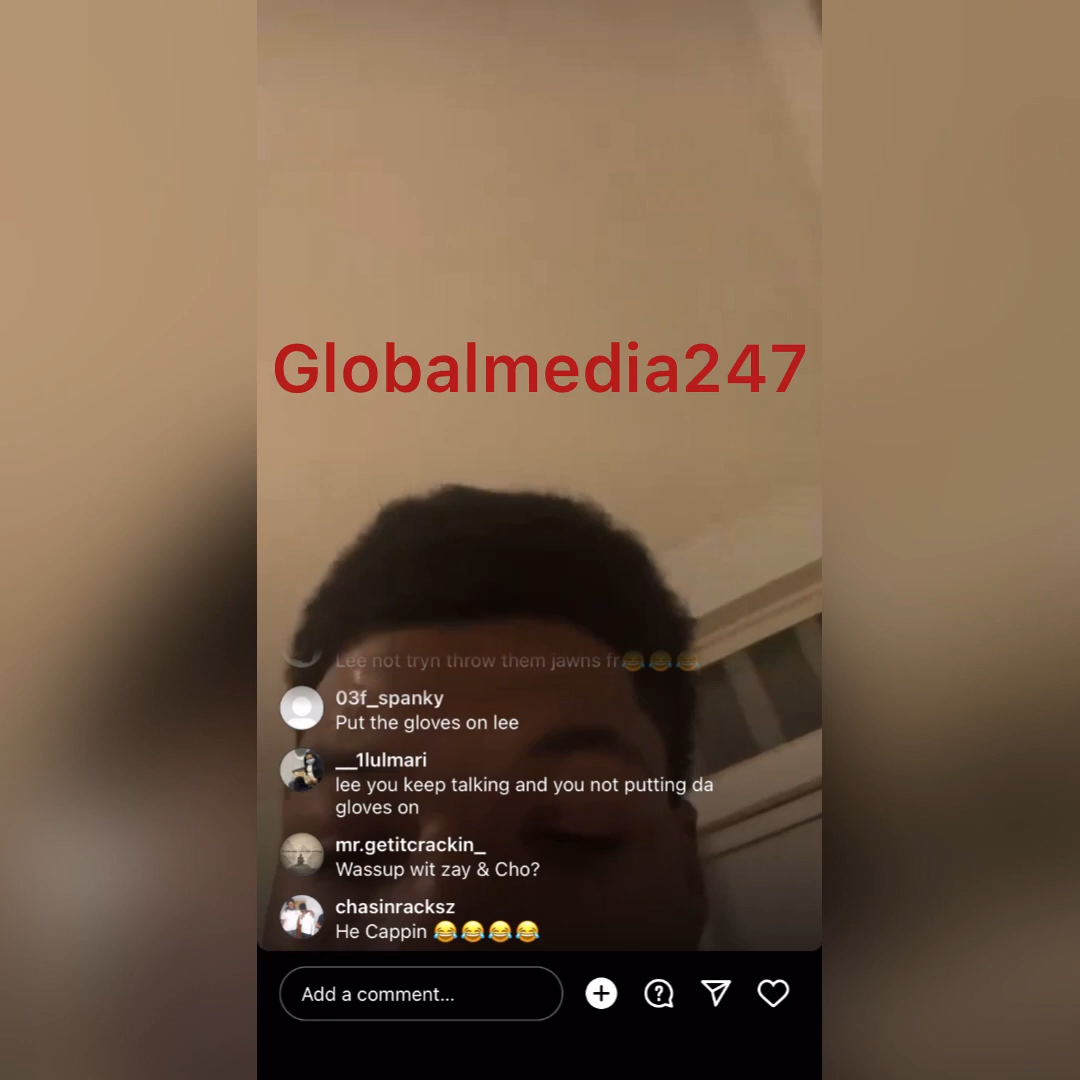 Globalmedia247
Lee not tryn throw them jawns fr😂😂😂
03f_spanky
Put the gloves on lee
__1lulmari
lee you keep talking and you not putting da
gloves on
mr.getitcrackin_
Wassup wit zay & Cho?
chasinracksz
He Cappin 😂😂😂😂
Add a comment...